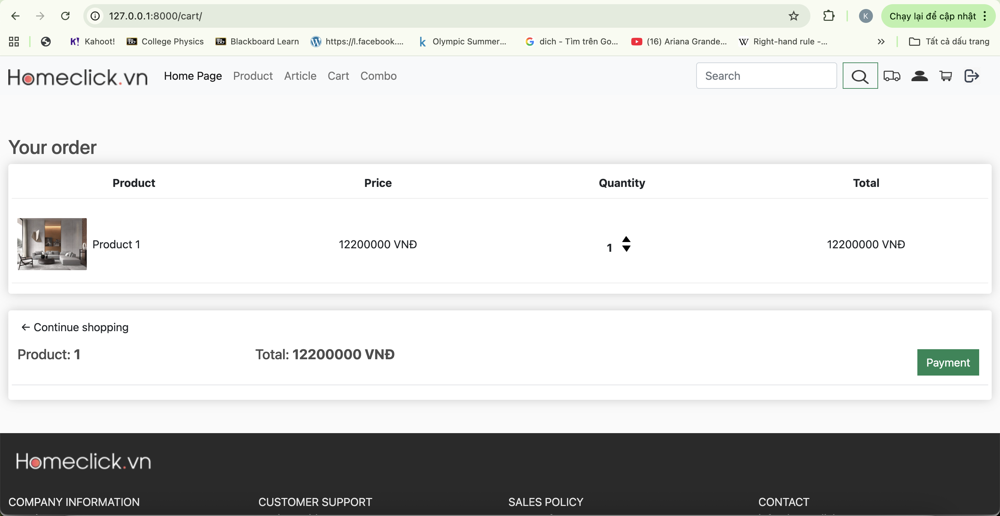 127.0.0.1:8000/cart/
K
Chạy lại để cập nhật
K! Kahoot!
Bb College Physics
Bb Blackboard Learn
https://l.facebook....
k Olympic Summer...
dich - Tìm trên Go...
(16) Ariana Grande...
W Right-hand rule -...
Tất cả dấu trang
Homeclick.vn
Home Page
Product
Article
Cart
Combo
Search
Your order
Product Price Quantity Total
Product 1 12200000 VNĐ 1 12200000 VNĐ
← Continue shopping
Product: 1
Total: 12200000 VNĐ
Payment
Homeclick.vn
COMPANY INFORMATION
CUSTOMER SUPPORT
SALES POLICY
CONTACT